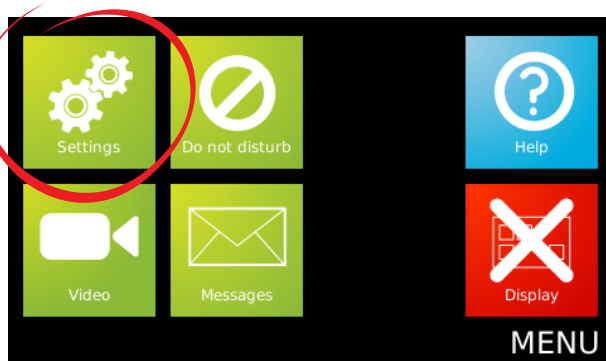 Settings
Do not disturb
Help
Video
Messages
Display
MENU